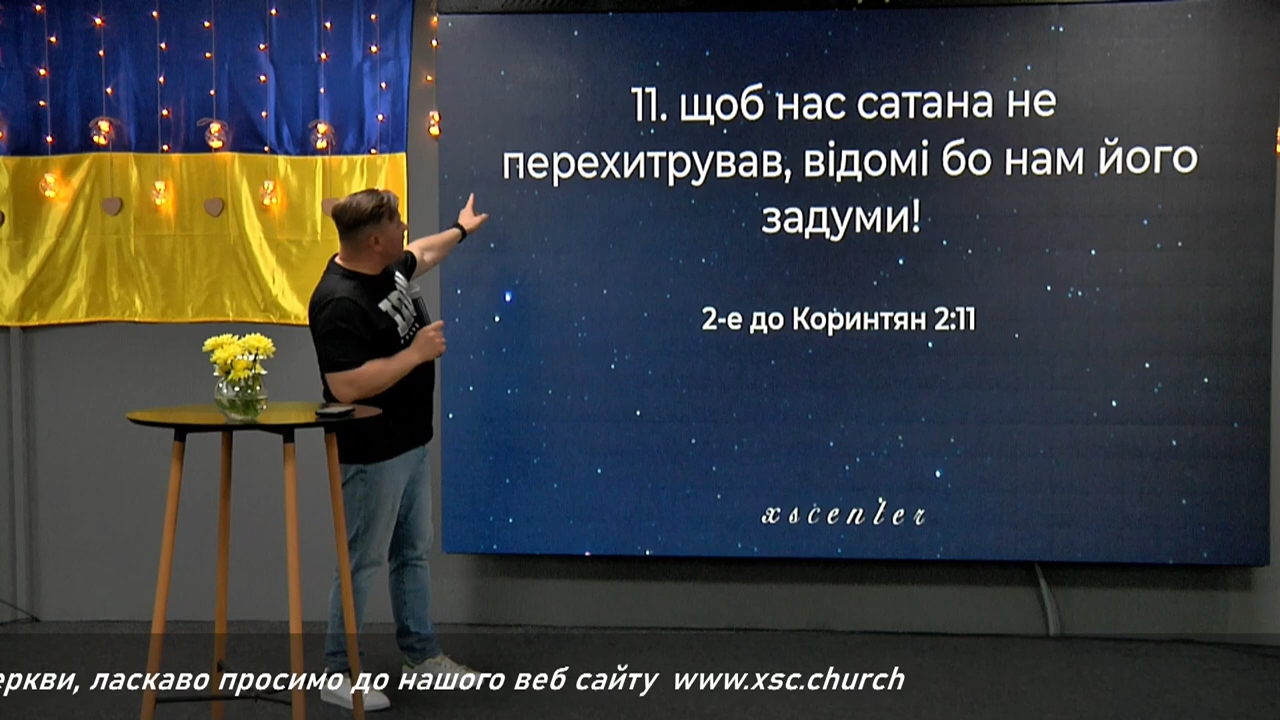 11. щоб нас сатана не
перехитрував, відомі бо нам його
задуми!
2-е до Коринтян 2:11
xscenter
еркви, ласкаво просимо до нашого веб сайту www.xsc.church